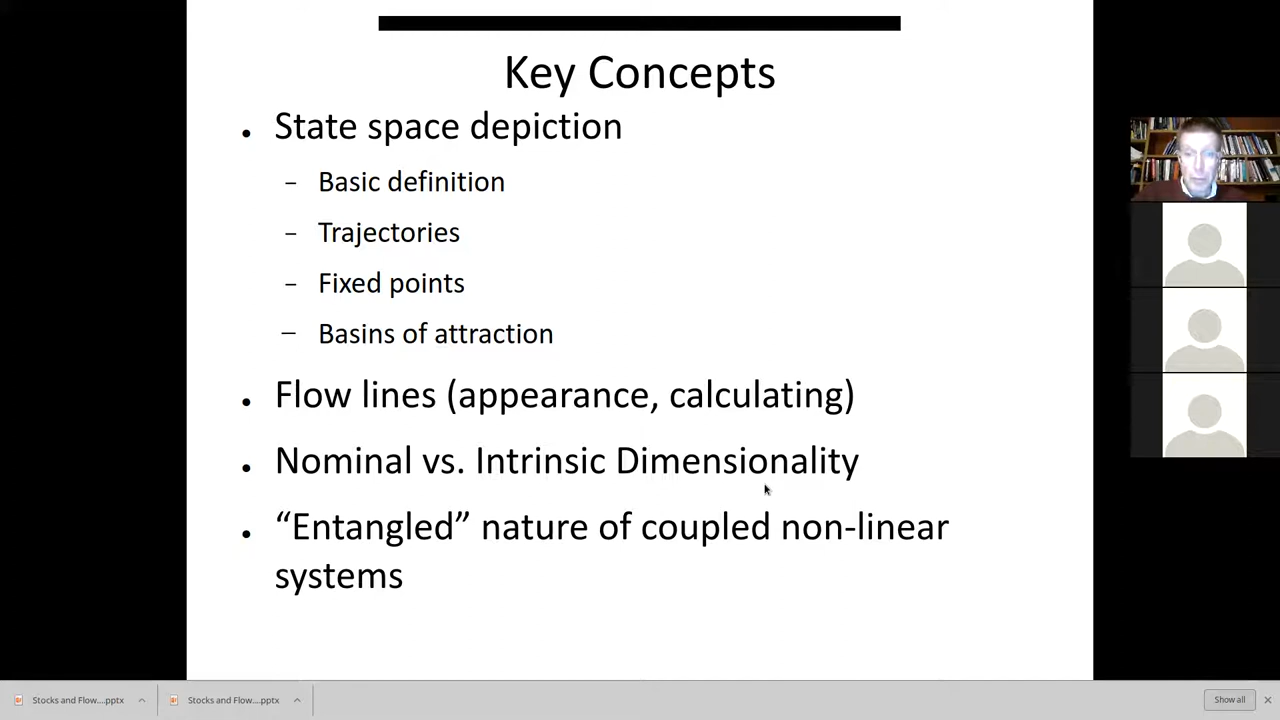 Key Concepts
• State space depiction
– Basic definition
– Trajectories
– Fixed points
– Basins of attraction
• Flow lines (appearance, calculating)
• Nominal vs. Intrinsic Dimensionality
• “Entangled” nature of coupled non-linear
systems
Stocks and Flow....pptx
Stocks and Flow....pptx
Show all